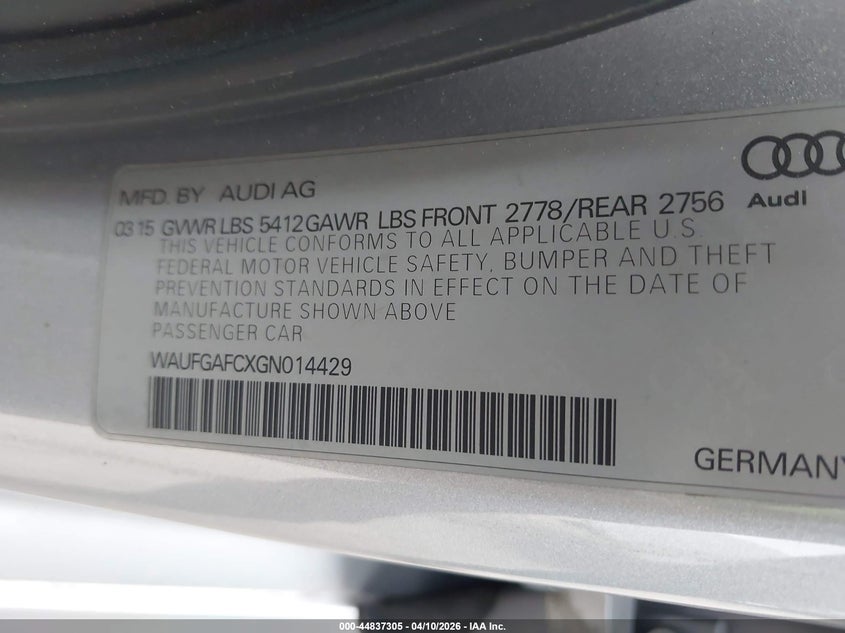 Audi
MFD. BY AUDI AG
03 15 GVWR LBS 5412 GAWR LBS FRONT 2778/REAR 2756
THIS VEHICLE CONFORMS TO ALL APPLICABLE U.S.
FEDERAL MOTOR VEHICLE SAFETY, BUMPER AND THEFT
PREVENTION STANDARDS IN EFFECT ON THE DATE OF
MANUFACTURE SHOWN ABOVE
PASSENGER CAR
WAUFGAFCXGN014429
GERMANY
000-44837305 - 04/10/2026 - IAA Inc.